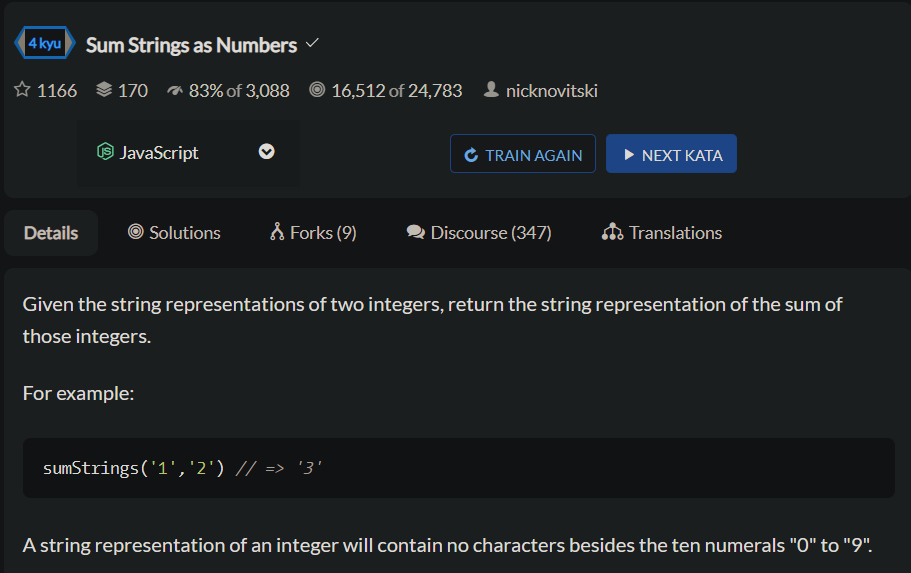 4 kyu Sum Strings as Numbers
1166 170 83% of 3,088 16,512 of 24,783 nicknovitski
JavaScript TRAIN AGAIN NEXT KATA
Details Solutions Forks (9) Discourse (347) Translations
Given the string representations of two integers, return the string representation of the sum of
those integers.
For example:
sumStrings('1','2') // => '3'
A string representation of an integer will contain no characters besides the ten numerals "0" to "9".